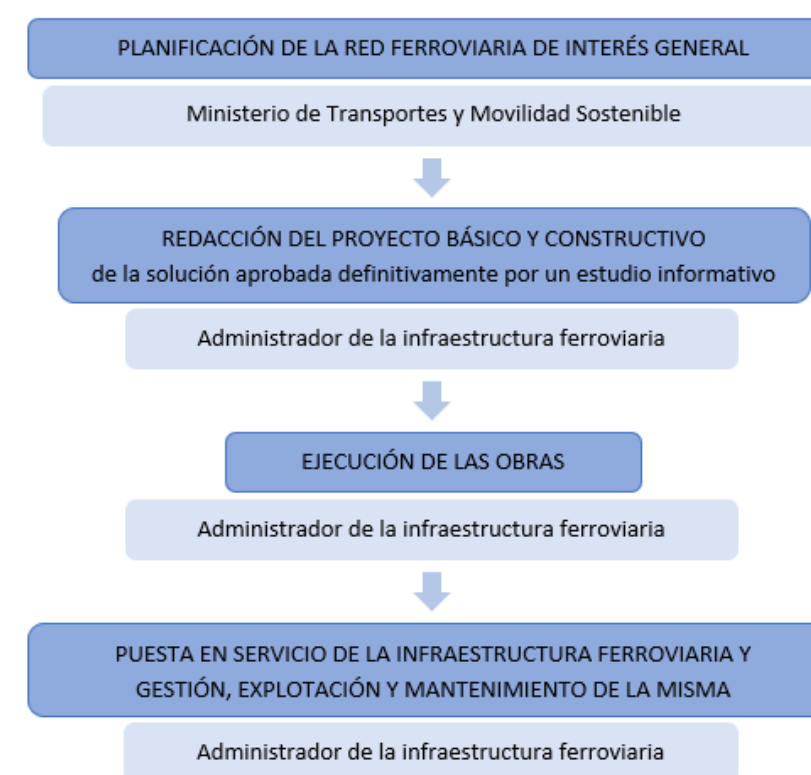 PLANIFICACIÓN DE LA RED FERROVIARIA DE INTERÉS GENERAL
Ministerio de Transportes y Movilidad Sostenible
REDACCIÓN DEL PROYECTO BÁSICO Y CONSTRUCTIVO
de la solución aprobada definitivamente por un estudio informativo
Administrador de la infraestructura ferroviaria
EJECUCIÓN DE LAS OBRAS
Administrador de la infraestructura ferroviaria
PUESTA EN SERVICIO DE LA INFRAESTRUCTURA FERROVIARIA Y
GESTIÓN, EXPLOTACIÓN Y MANTENIMIENTO DE LA MISMA
Administrador de la infraestructura ferroviaria